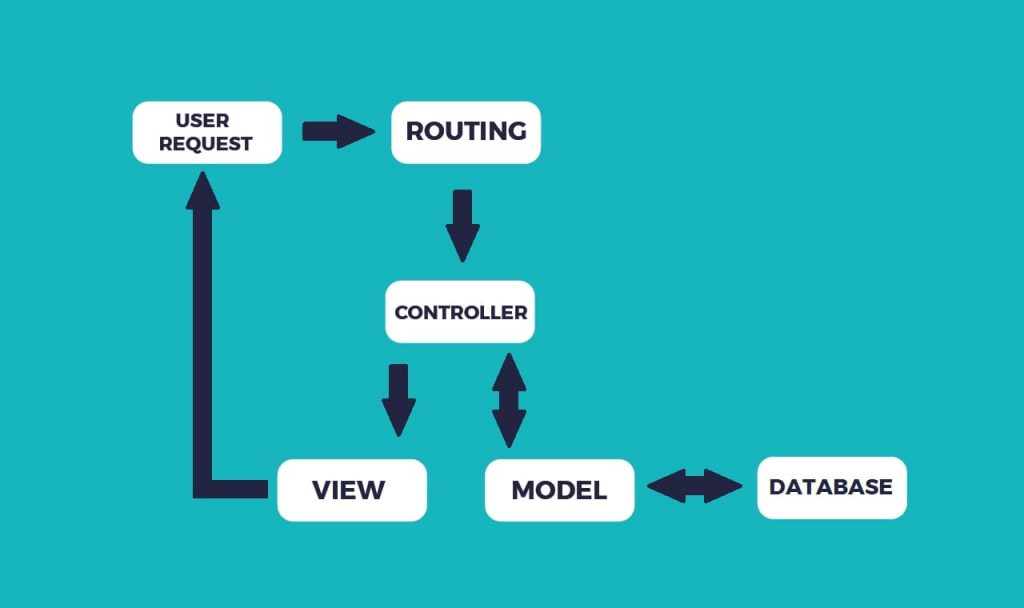 USER
REQUEST
ROUTING
CONTROLLER
VIEW
MODEL
DATABASE